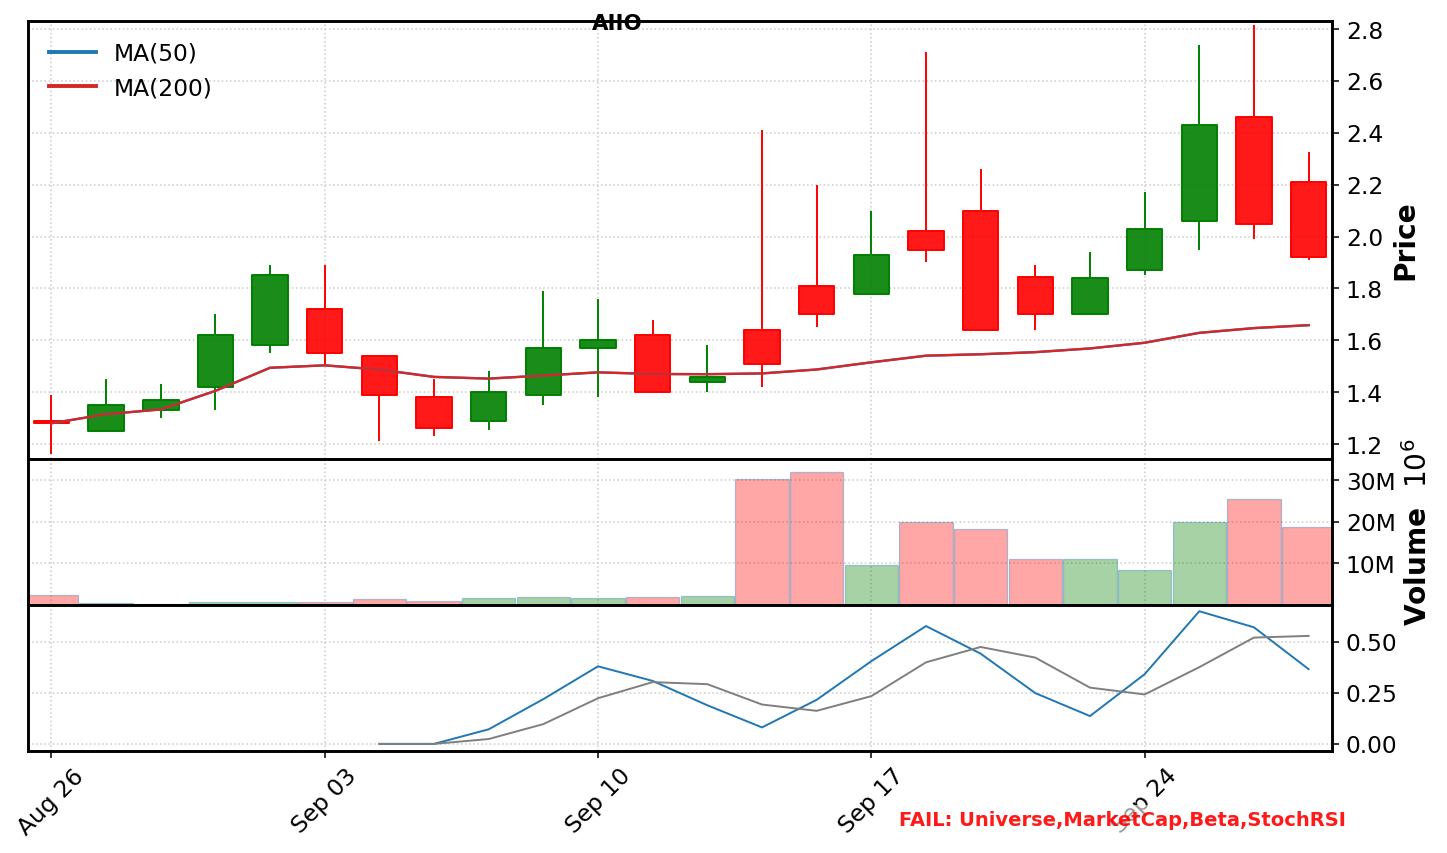 AIIO
MA(50)
MA(200)
2.8
2.6
2.4
2.2
2.0
1.8
1.6
1.4
1.2
Price
30M
20M
10M
Volume 10^6
0.50
0.25
0.00
Aug 26
Sep 03
Sep 10
Sep 17
Sep 24
FAIL: Universe,MarketCap,Beta,StochRSI